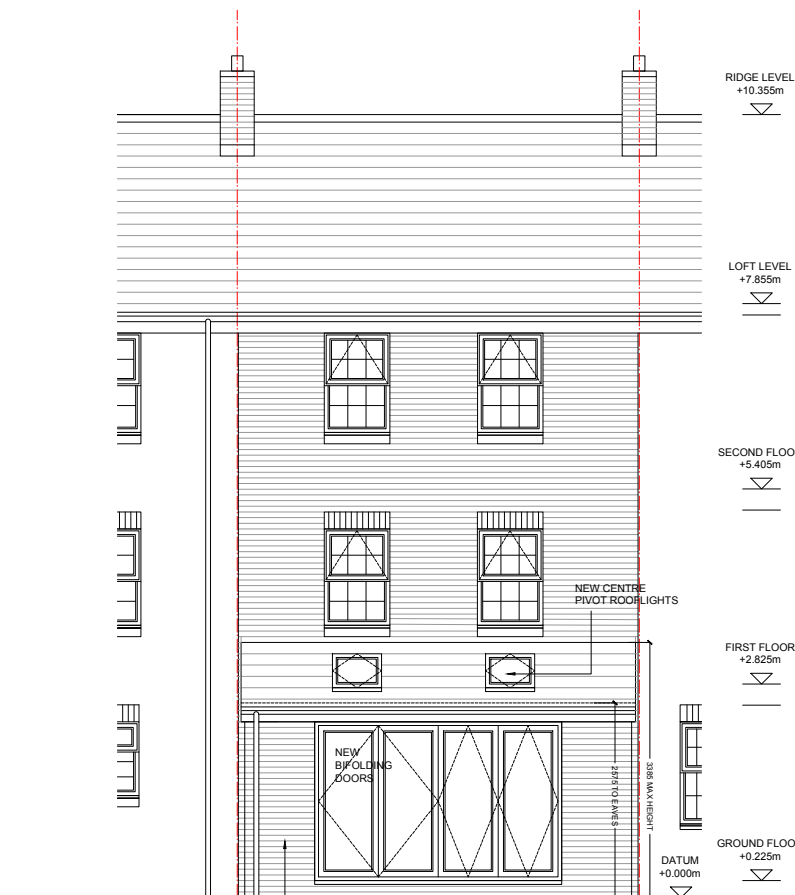 RIDGE LEVEL
+10.355m
LOFT LEVEL
+7.855m
SECOND FLOO
+5.405m
NEW CENTRE
PIVOT ROOFLIGHTS
FIRST FLOOR
+2.825m
NEW
BIFOLDING
DOORS
2575 TO EAVES
3385 MAX HEIGHT
GROUND FLOO
+0.225m
DATUM
+0.000m